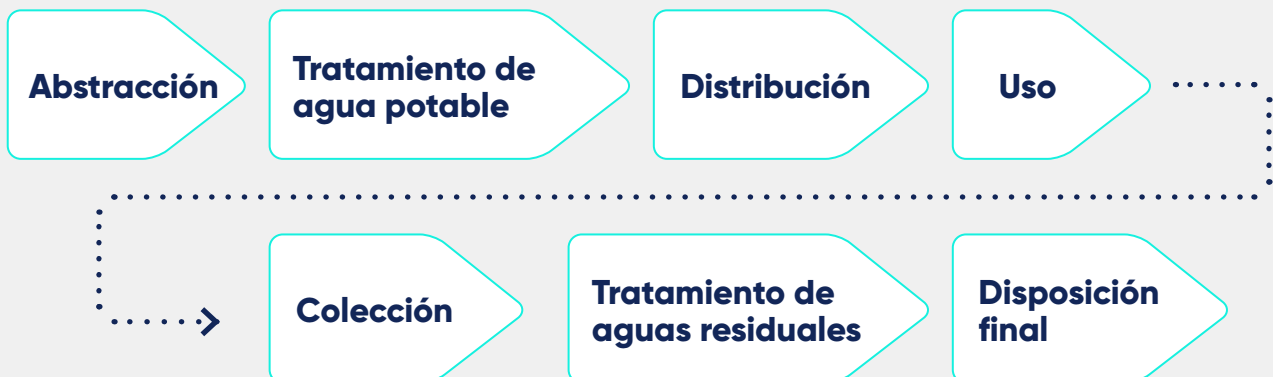 Abstracción
Tratamiento de
agua potable
Distribución
Uso
Colección
Tratamiento de
aguas residuales
Disposición
final